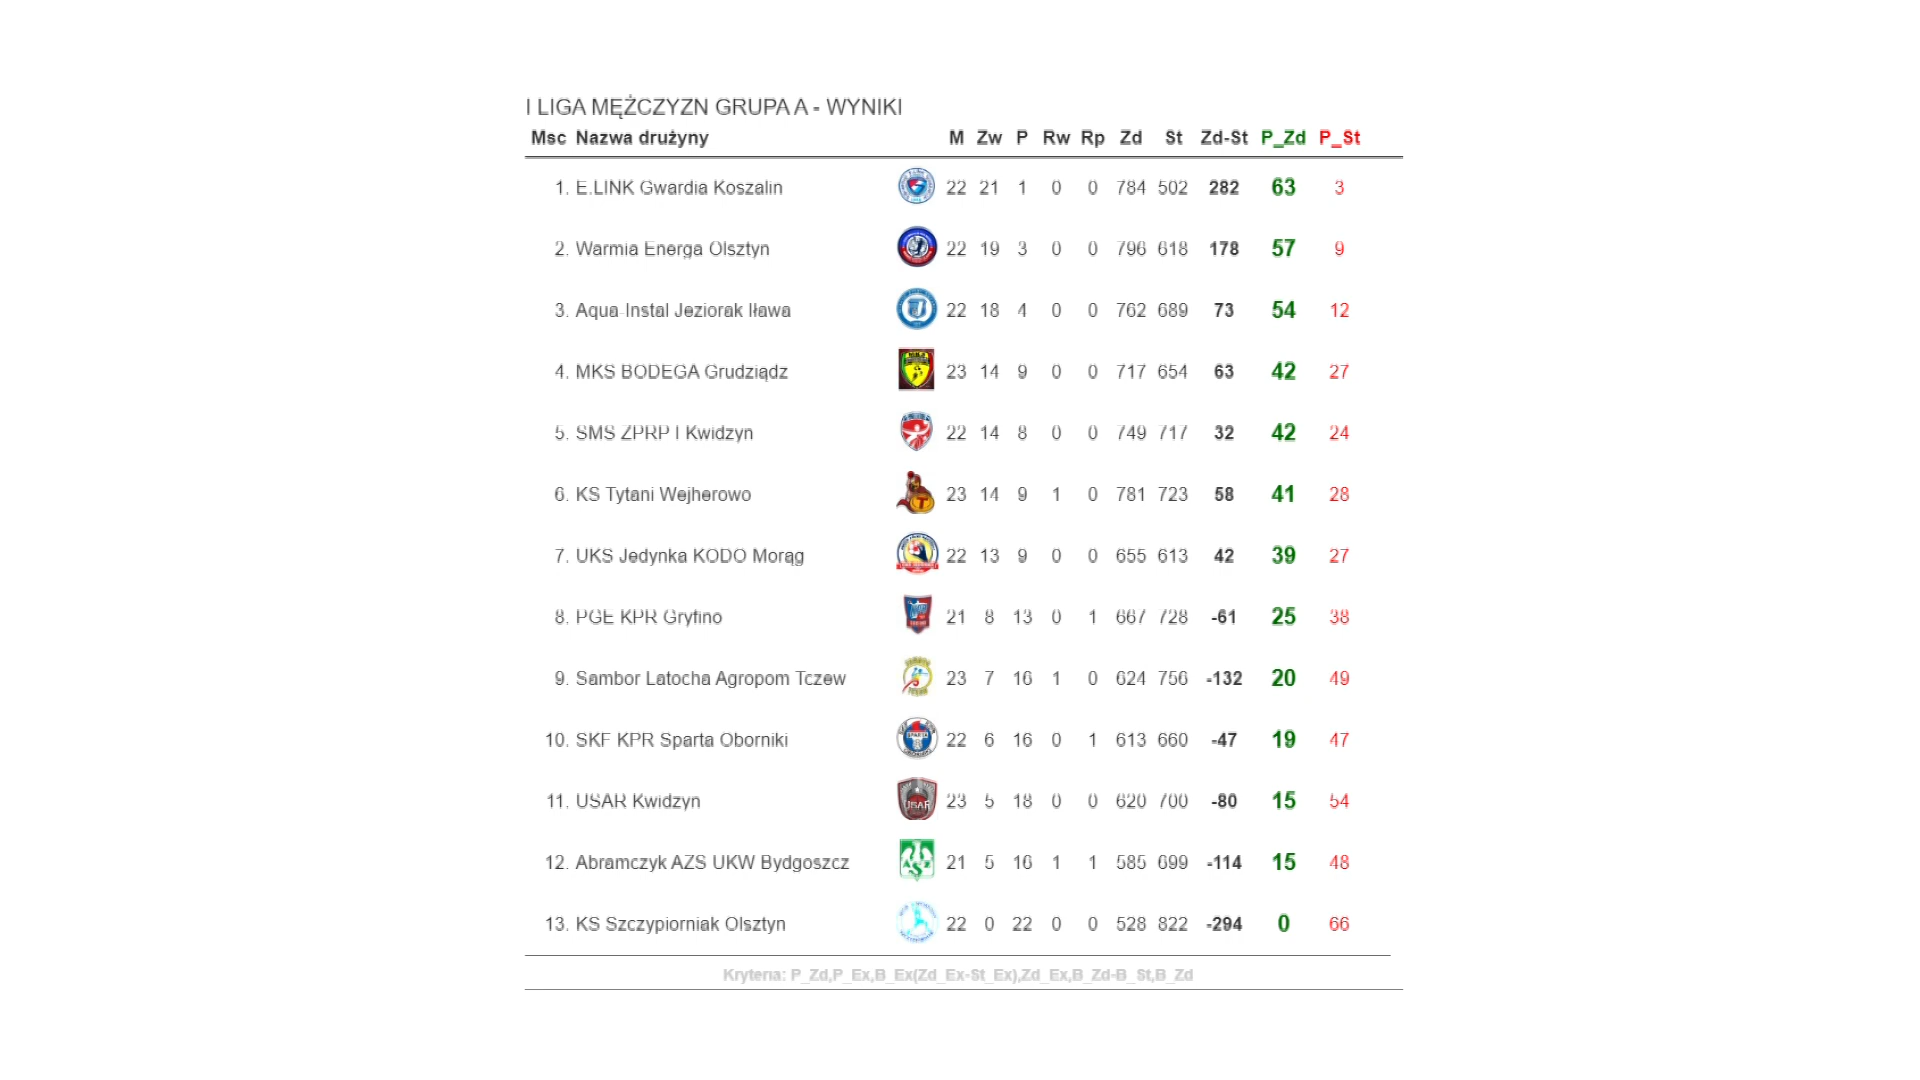 I LIGA MĘŻCZYZN GRUPA A - WYNIKI
Msc Nazwa drużyny M Zw P Rw Rp Zd St Zd-St P_Zd P_St
1. E.LINK Gwardia Koszalin 22 21 1 0 0 784 502 282 63 3
2. Warmia Energa Olsztyn 22 19 3 0 0 796 618 178 57 9
3. Aqua-Instal Jeziorak Iława 22 18 4 0 0 762 689 73 54 12
4. MKS BODEGA Grudziądz 23 14 9 0 0 717 654 63 42 27
5. SMS ZPRP I Kwidzyn 22 14 8 0 0 749 717 32 42 24
6. KS Tytani Wejherowo 23 14 9 1 0 781 723 58 41 28
7. UKS Jedynka KODO Morąg 22 13 9 0 0 655 613 42 39 27
8. PGE KPR Gryfino 21 8 13 0 1 667 728 -61 25 38
9. Sambor Latocha Agropom Tczew 23 7 16 1 0 624 756 -132 20 49
10. SKF KPR Sparta Oborniki 22 6 16 0 1 613 660 -47 19 47
11. USAR Kwidzyn 23 5 18 0 0 620 700 -80 15 54
12. Abramczyk AZS UKW Bydgoszcz 21 5 16 1 1 585 699 -114 15 48
13. KS Szczypiorniak Olsztyn 22 0 22 0 0 528 822 -294 0 66
Kryteria: P_Zd,P_Ex,B_Ex(Zd_Ex-St_Ex),Zd_Ex,B_Zd-B_St,B_Zd